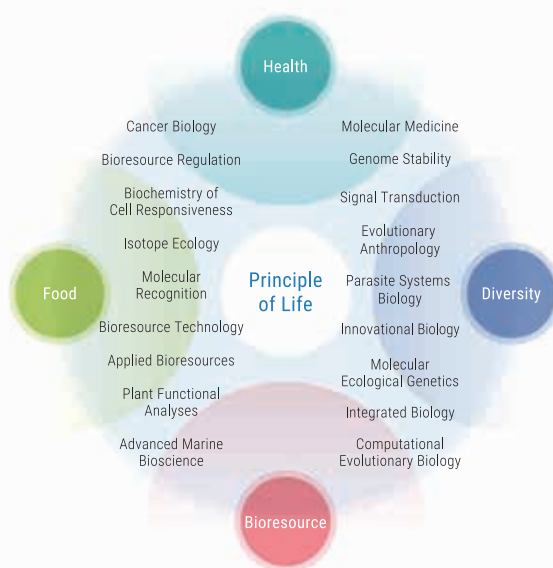 Health
Cancer Biology
Bioresource Regulation
Biochemistry of
Cell Responsiveness
Isotope Ecology
Molecular
Recognition
Bioresource Technology
Applied Bioresources
Plant Functional
Analyses
Advanced Marine
Bioscience
Food
Principle
of Life
Molecular Medicine
Genome Stability
Signal Transduction
Evolutionary
Anthropology
Parasite Systems
Biology
Innovational Biology
Molecular
Ecological Genetics
Integrated Biology
Computational
Evolutionary Biology
Diversity
Bioresource